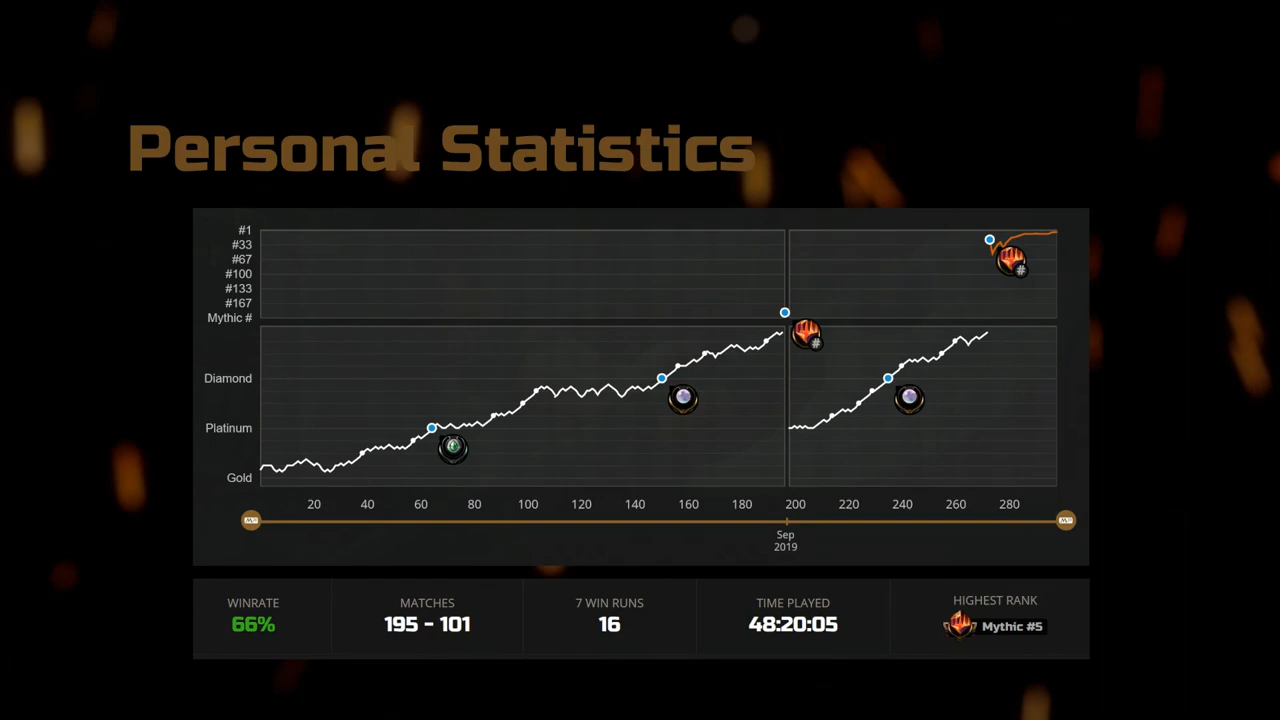 Personal Statistics
#1
#33
#67
#100
#133
#167
Mythic #
Diamond
Platinum
Gold
#
#
20 40 60 80 100 120 140 160 180 200 220 240 260 280
Sep
2019
WINRATE MATCHES 7 WIN RUNS TIME PLAYED HIGHEST RANK
66% 195 - 101 16 48:20:05 Mythic #5